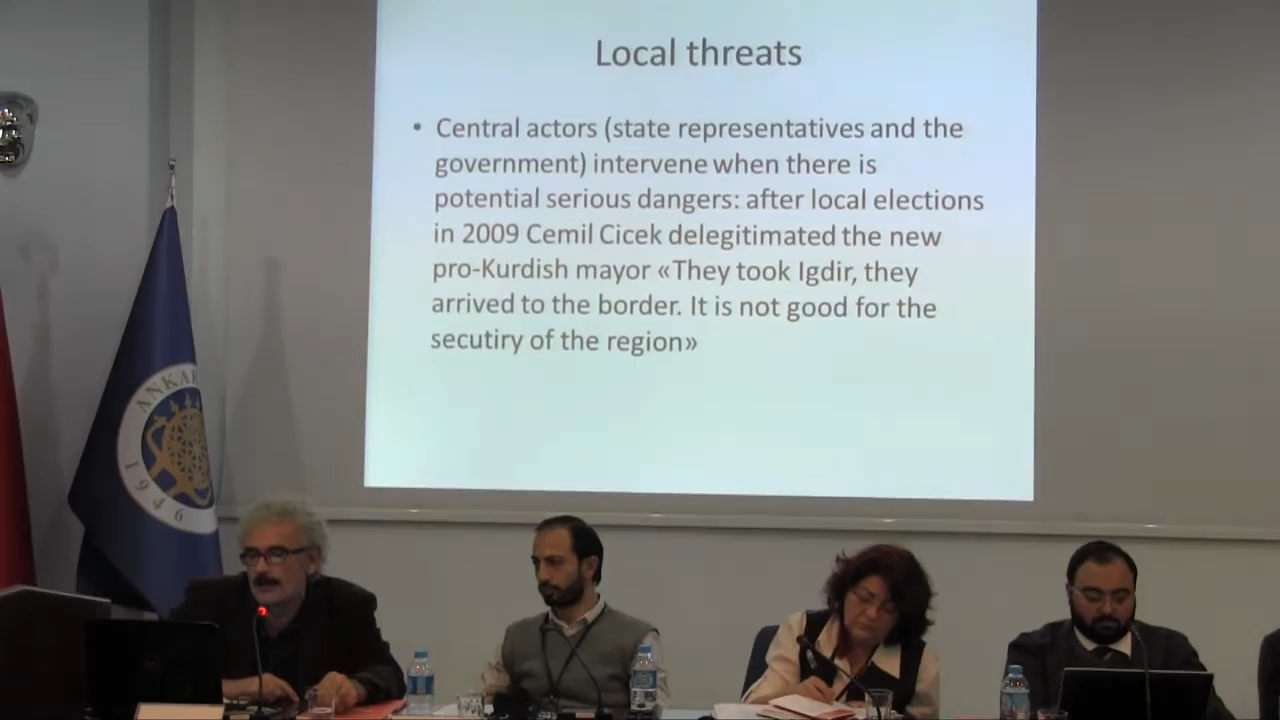 Local threats
• Central actors (state representatives and the
government) intervene when there is
potential serious dangers: after local elections
in 2009 Cemil Cicek delegitimated the new
pro-Kurdish mayor «They took Igdir, they
arrived to the border. It is not good for the
secutiry of the region»
1946